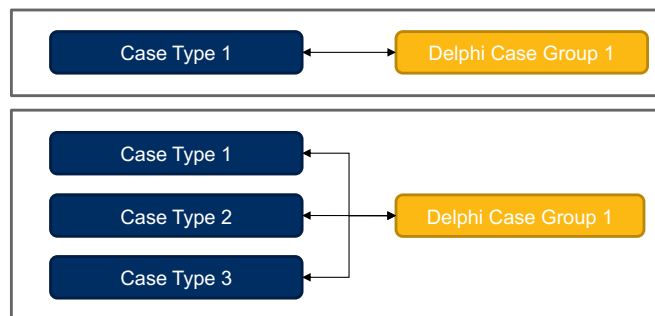 Case Type 1
Delphi Case Group 1
Case Type 1
Case Type 2
Delphi Case Group 1
Case Type 3